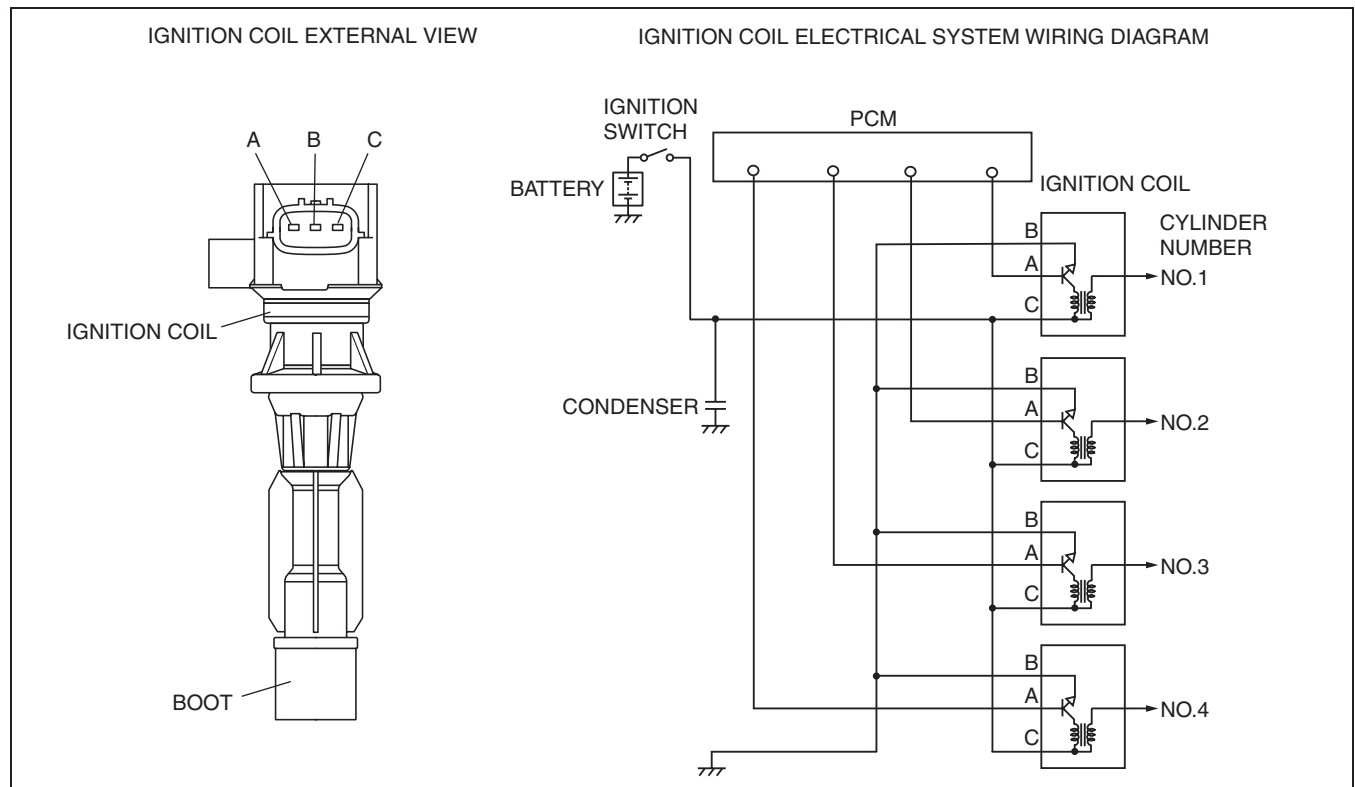 IGNITION COIL EXTERNAL VIEW
IGNITION COIL ELECTRICAL SYSTEM WIRING DIAGRAM
A B C
IGNITION COIL
BOOT
IGNITION
SWITCH
BATTERY
CONDENSER
PCM
IGNITION COIL
CYLINDER
NUMBER
B
A
C
NO.1
B
A
C
NO.2
B
A
C
NO.3
B
A
C
NO.4